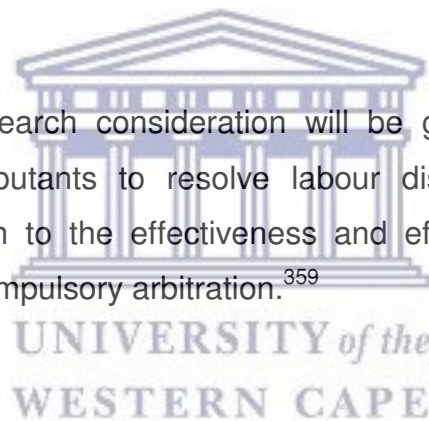 earch consideration will be g
outants to resolve labour dis
n to the effectiveness and ef
mpulsory arbitration.359
UNIVERSITY of the
WESTERN CAPE